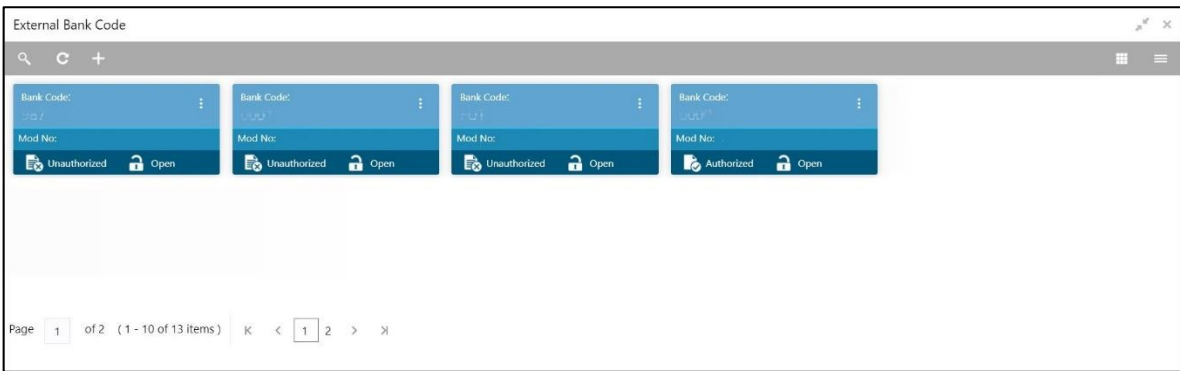 External Bank Code
Bank Code:
Mod No:
Unauthorized Open
Bank Code:
Mod No:
Unauthorized Open
Bank Code:
Mod No:
Unauthorized Open
Bank Code:
Mod No:
Authorized Open
Page 1 of 2 ( 1 - 10 of 13 items ) 1 2